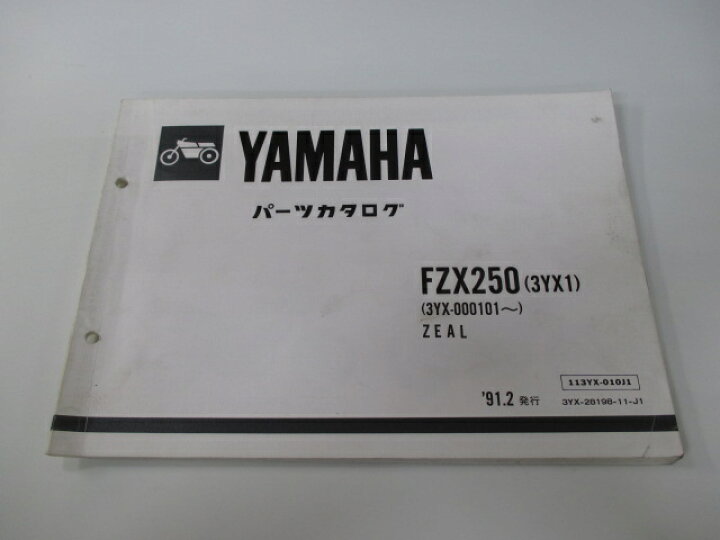 YAMAHA
パーツカタログ
FZX250 (3YX1)
(3YX-000101～)
ZEAL
113YX-010J1
'91.2 発行
3YX-28198-11-J1